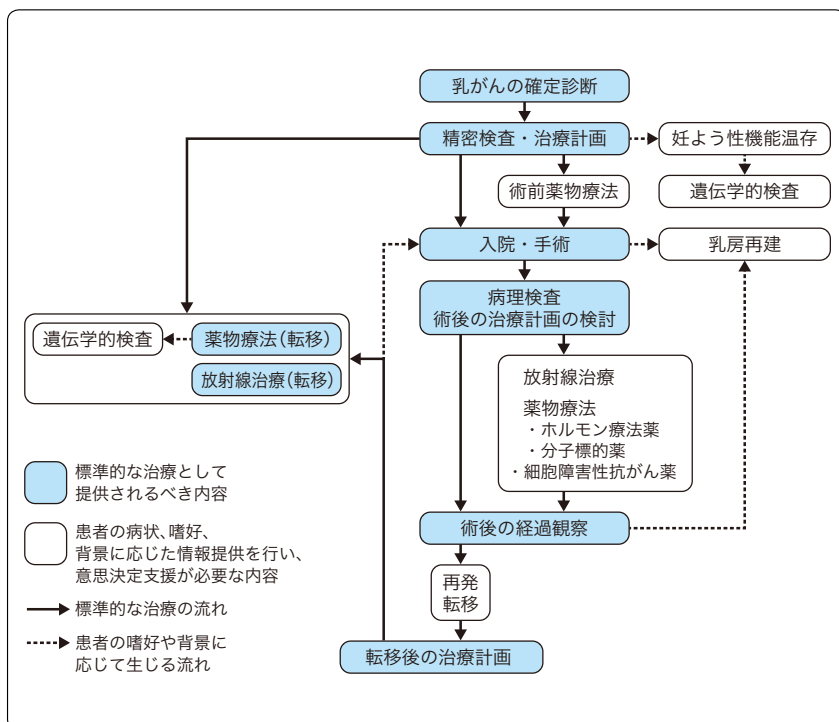 乳がんの確定診断
精密検査・治療計画
妊よう性機能温存
術前薬物療法
遺伝学的検査
入院・手術
乳房再建
病理検査
術後の治療計画の検討
遺伝学的検査
薬物療法（転移）
放射線治療（転移）
放射線治療
薬物療法
・ホルモン療法薬
・分子標的薬
・細胞障害性抗がん薬
術後の経過観察
再発
転移
転移後の治療計画
標準的な治療として
提供されるべき内容
患者の病状、嗜好、
背景に応じた情報提供を行い、
意思決定支援が必要な内容
標準的な治療の流れ
患者の嗜好や背景に
応じて生じる流れ